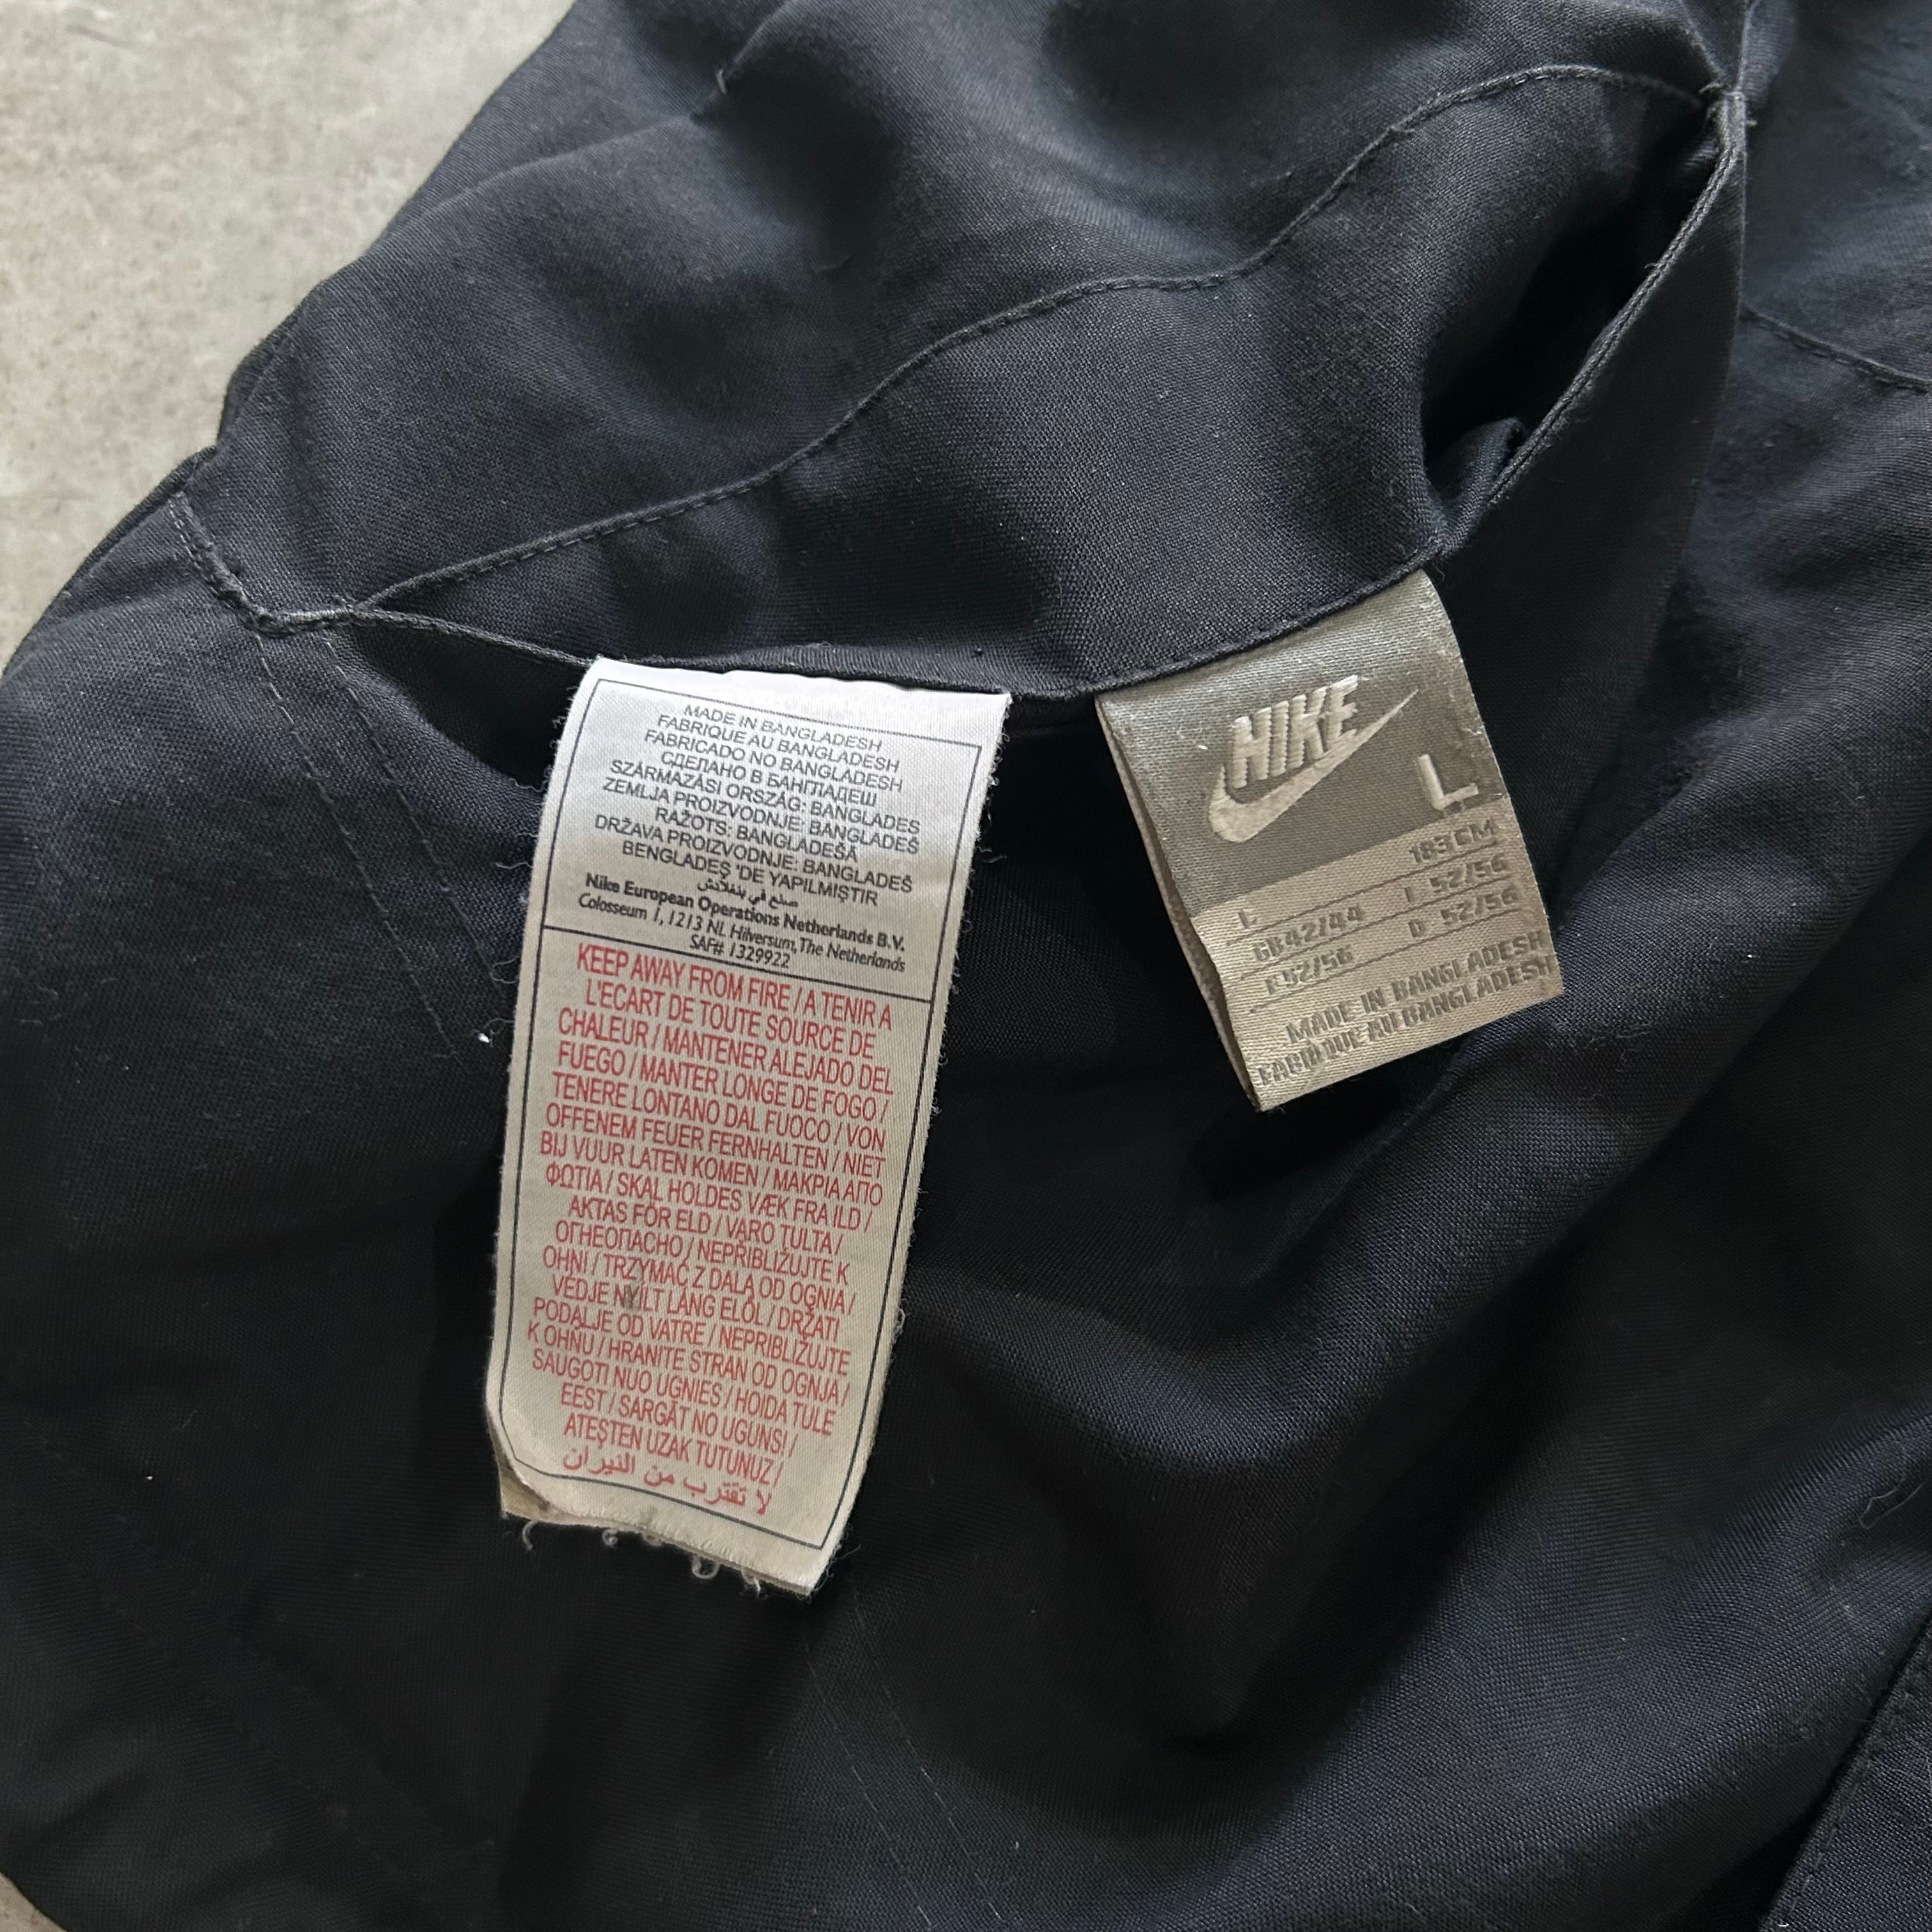 MADE IN BANGLADESH
FABRIQUE AU BANGLADESH
FABRICADO NO BANGLADESH
СДЕЛАНО В БАНГЛАДЕШ
SZÁRMAZÁSI ORSZÁG: BANGLADES
ZEMLJA PROIZVODNJE: BANGLADEŠ
RAŽOTS: BANGLADEŠĀ
DRŽAVA PROIZVODNJE: BANGLADEŠ
BENGLADEŞ 'DE YAPILMIŞTIR
صنع في بنغلادش
Nike European Operations Netherlands B.V.
Colosseum 1, 1213 NL Hilversum, The Netherlands
SAF# 1329922
KEEP AWAY FROM FIRE / A TENIR A
L'ECART DE TOUTE SOURCE DE
CHALEUR / MANTENER ALEJADO DEL
FUEGO / MANTER LONGE DE FOGO /
TENERE LONTANO DAL FUOCO / VON
OFFENEM FEUER FERNHALTEN / NIET
BIJ VUUR LATEN KOMEN / ΜΑΚΡΙΑ ΑΠΟ
ΦΩΤΙΑ / SKAL HOLDES VÆK FRA ILD /
AKTAS FÖR ELD / VARO TULTA /
ОГНЕОПАСНО / NEPŘIBLIŽUJTE K
OHNI / TRZYMAĆ Z DALA OD OGNIA /
VÉDJE NYÍLT LÁNG ELŐL / DRŽATI
PODALJE OD VATRE / NEPRIBLIŽUJTE
K OHŇU / HRANITE STRAN OD OGNJA /
SAUGOTI NUO UGNIES / HOIDA TULE
EEST / SARGĀT NO UGUNS! /
ATEŞTEN UZAK TUTUNUZ /
لا تقترب من النيران
NIKE
L
183 CM
L I 52/56
GB 42/44 D 52/56
F 52/56
MADE IN BANGLADESH
FABRIQUE AU BANGLADESH